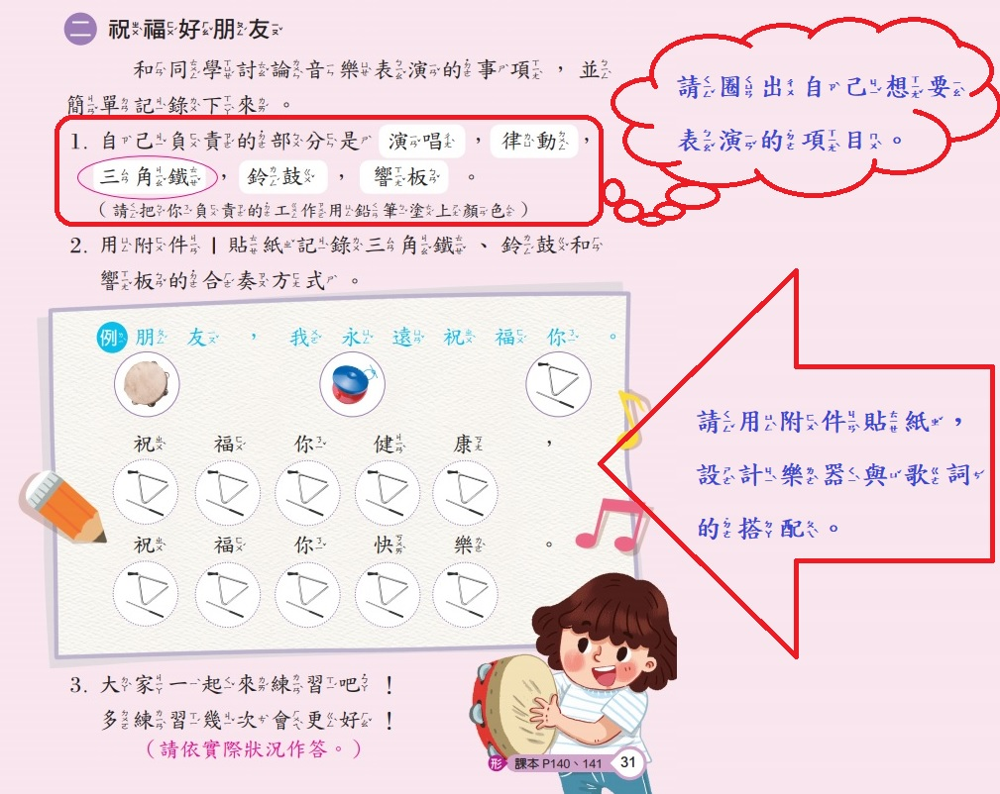 二 祝福好朋友
和同學討論音樂表演的事項，並
簡單記錄下來。
1. 自己負責的部分是 演唱，律動，
三角鐵，鈴鼓，響板。
（請把你負責的工作用鉛筆塗上顏色）
2. 用附件1貼紙記錄三角鐵、鈴鼓和
響板的合奏方式。
例 朋友，我永遠祝福你。
祝福你健康，
祝福你快樂。
3. 大家一起來練習吧！
多練習幾次會更好！
（請依實際狀況作答。）
形 課本 P140、141 31
請圈出自己想要
表演的項目。
請用附件貼紙，
設計樂器與歌詞
的搭配。